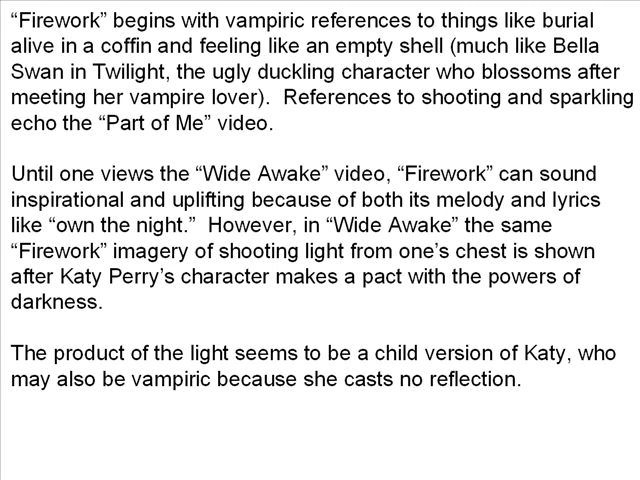 “Firework” begins with vampiric references to things like burial
alive in a coffin and feeling like an empty shell (much like Bella
Swan in Twilight, the ugly duckling character who blossoms after
meeting her vampire lover).  References to shooting and sparkling
echo the “Part of Me” video.
Until one views the “Wide Awake” video, “Firework” can sound
inspirational and uplifting because of both its melody and lyrics
like “own the night.”  However, in “Wide Awake” the same
“Firework” imagery of shooting light from one’s chest is shown
after Katy Perry’s character makes a pact with the powers of
darkness.
The product of the light seems to be a child version of Katy, who
may also be vampiric because she casts no reflection.